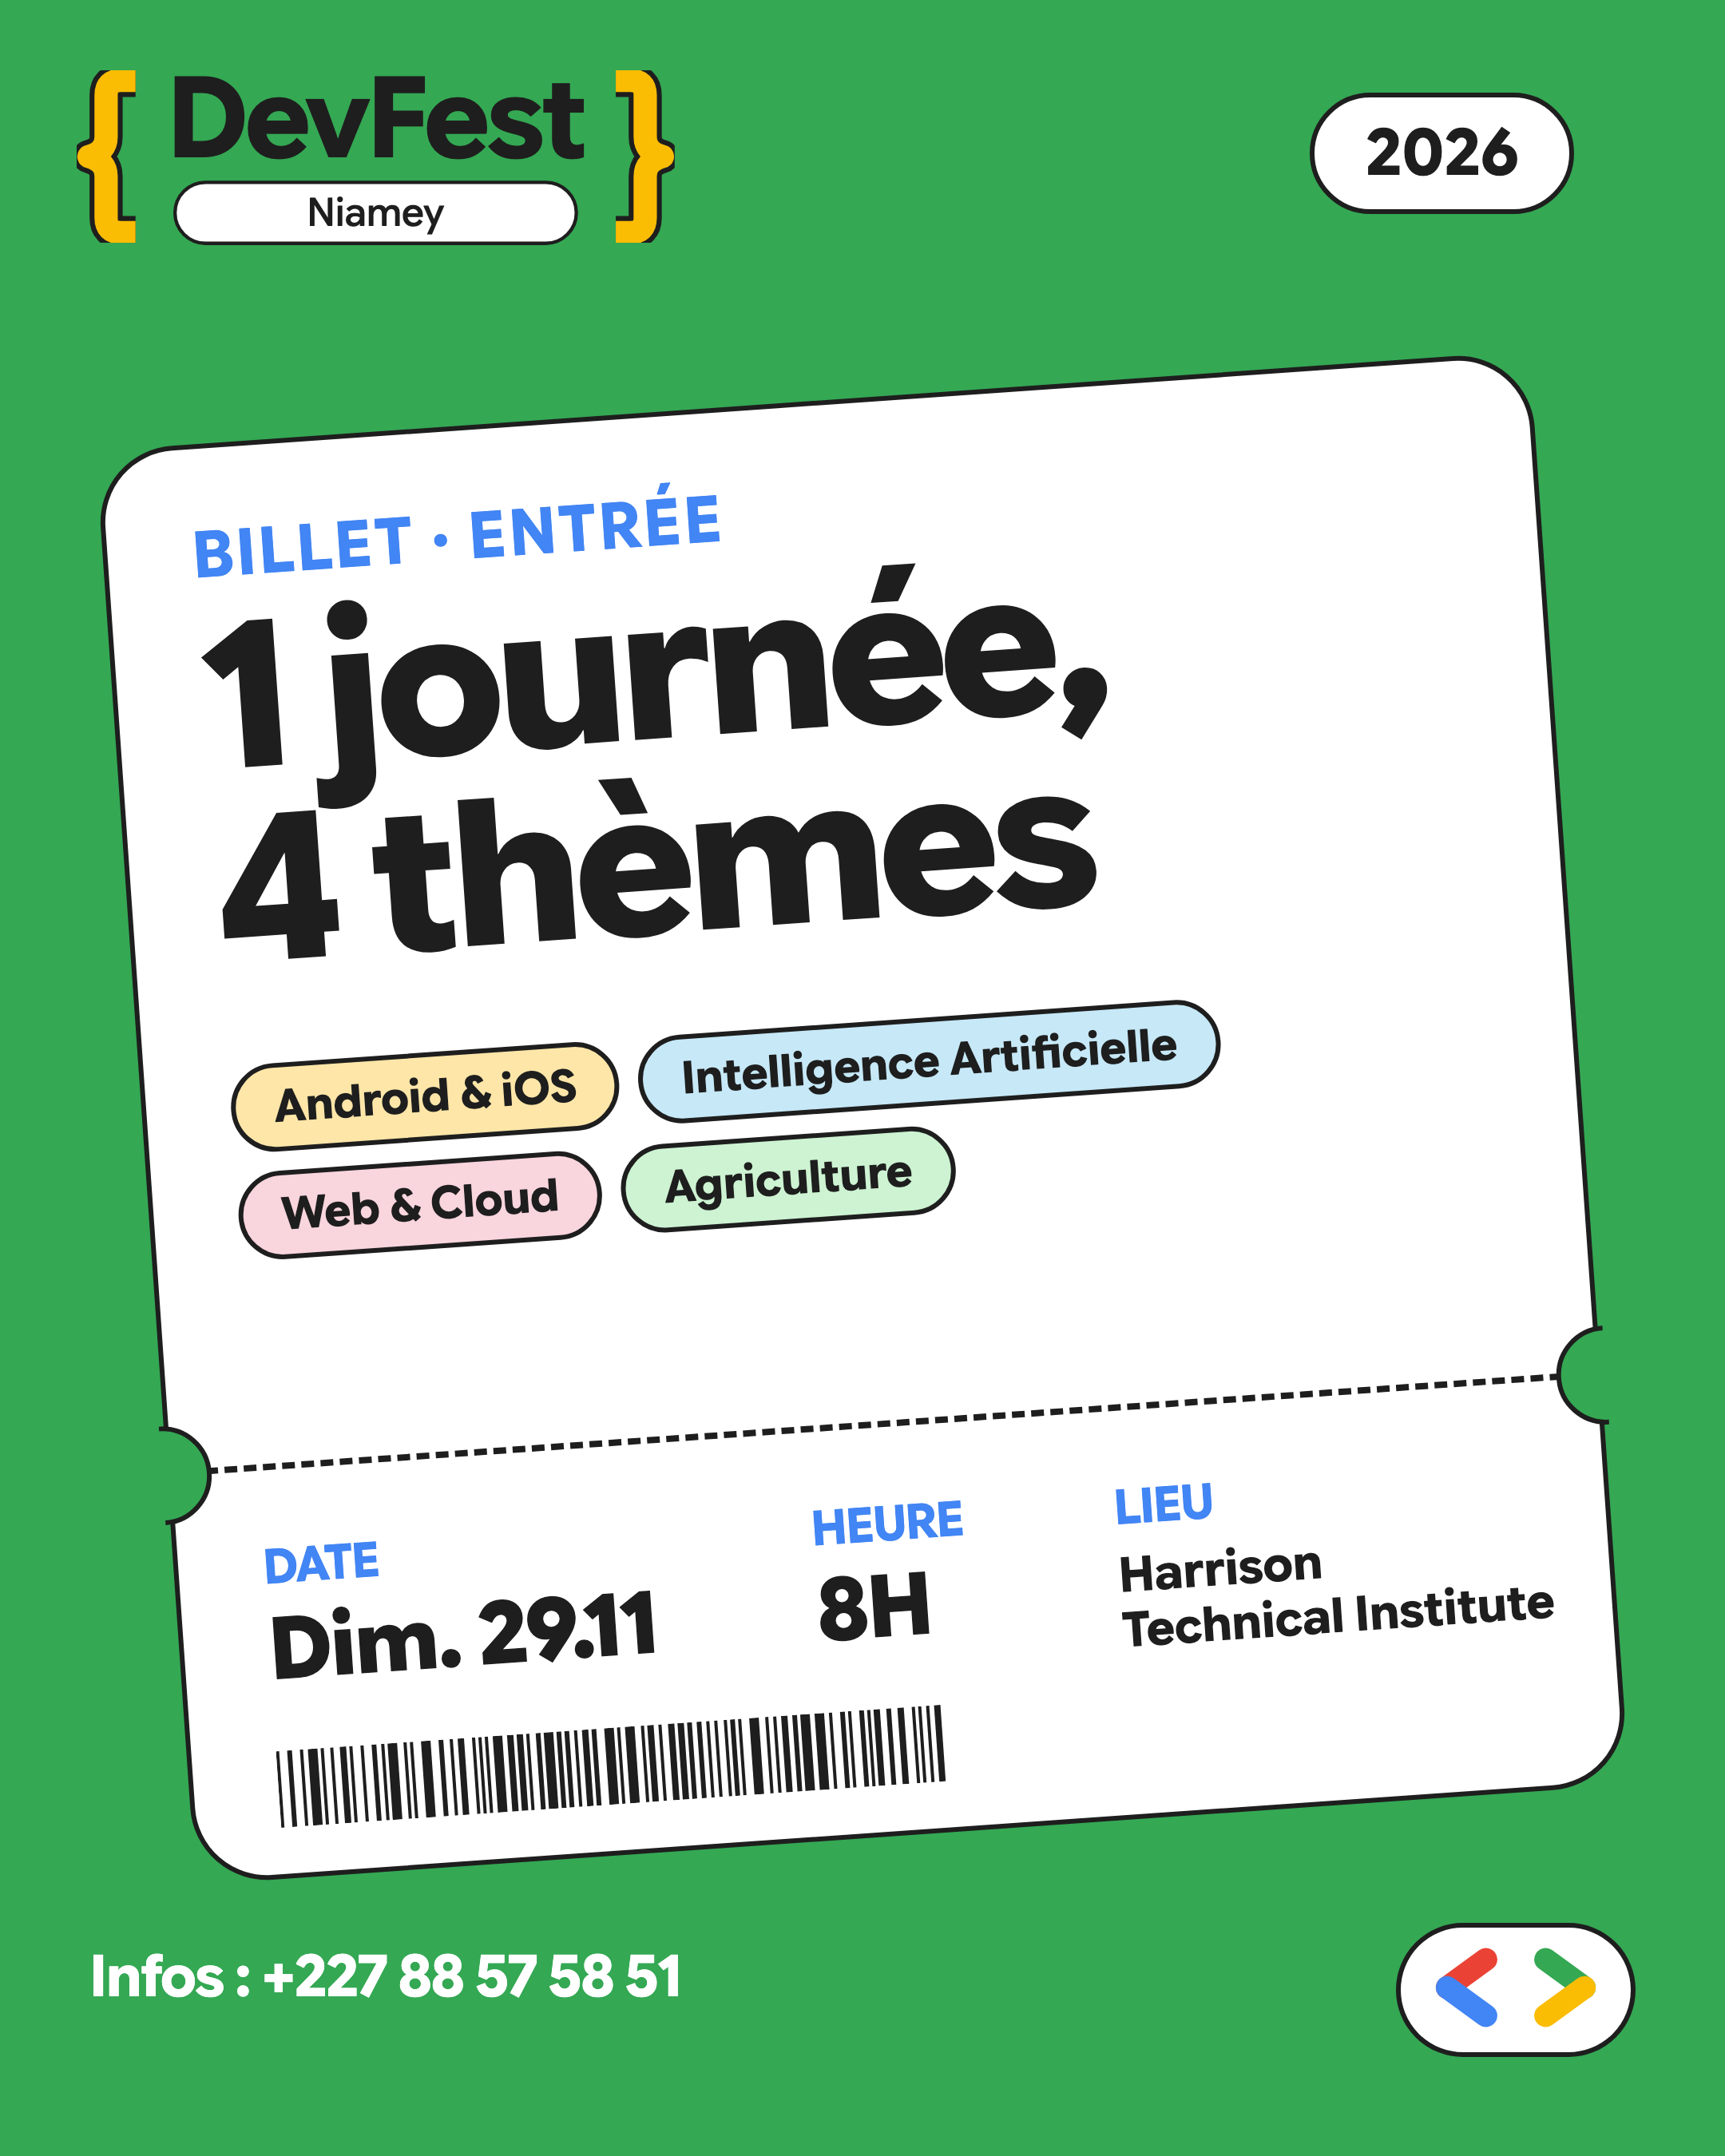 { DevFest }
Niamey
2026
BILLET · ENTRÉE
1 journée,
4 thèmes
Android & iOS
Intelligence Artificielle
Web & Cloud
Agriculture
DATE
Dim. 29.11
HEURE
8H
LIEU
Harrison
Technical Institute
Infos : +227 88 57 58 51